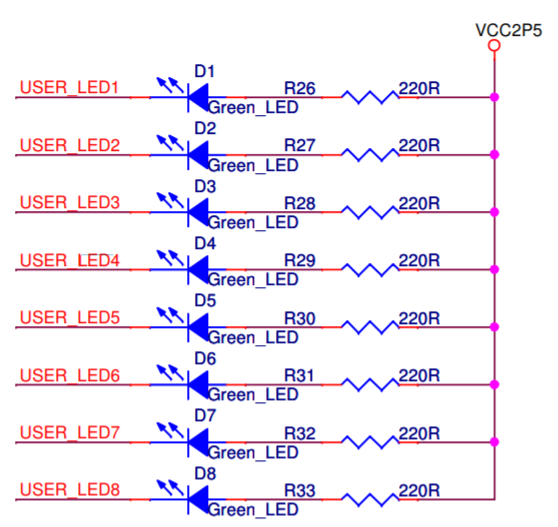 VCC2P5
D1
USER_LED1 R26 220R
Green_LED
D2
USER_LED2 R27 220R
Green_LED
D3
USER_LED3 R28 220R
Green_LED
D4
USER_LED4 R29 220R
Green_LED
D5
USER_LED5 R30 220R
Green_LED
D6
USER_LED6 R31 220R
Green_LED
D7
USER_LED7 R32 220R
Green_LED
D8
USER_LED8 R33 220R
Green_LED